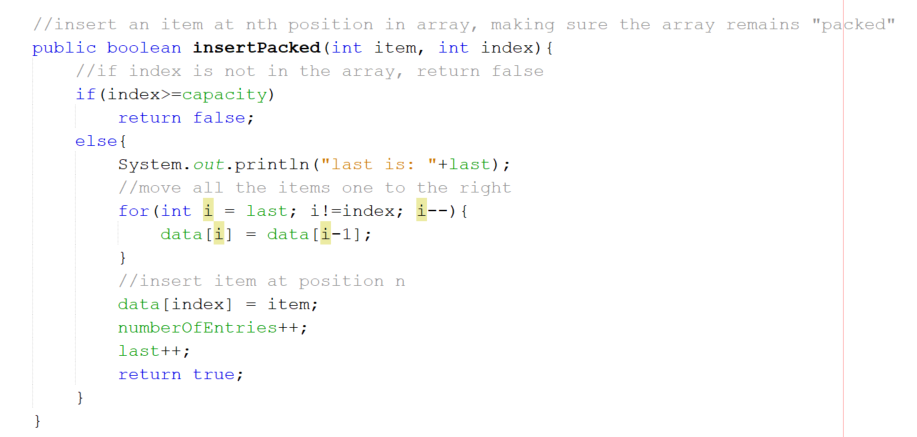 //insert an item at nth position in array, making sure the array remains "packed"
public boolean insertPacked(int item, int index){
//if index is not in the array, return false
if(index>=capacity)
return false;
else{
System.out.println("last is: "+last);
//move all the items one to the right
for(int i = last; i!=index; i--){
data[i] = data[i-1];
}
//insert item at position n
data[index] = item;
numberOfEntries++;
last++;
return true;
}
}